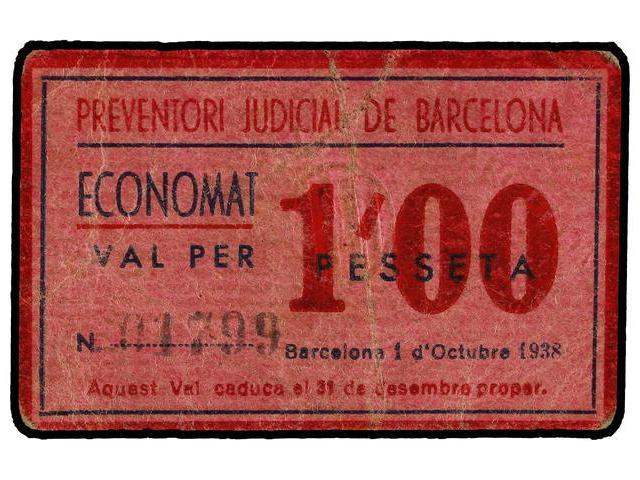 PREVENTORI JUDICIAL DE BARCELONA
ECONOMAT
1'00
VAL PER PESSETA
N. 01799
Barcelona 1 d'Octubre 1938
Aquest Val caduca el 31 de desembre proper.